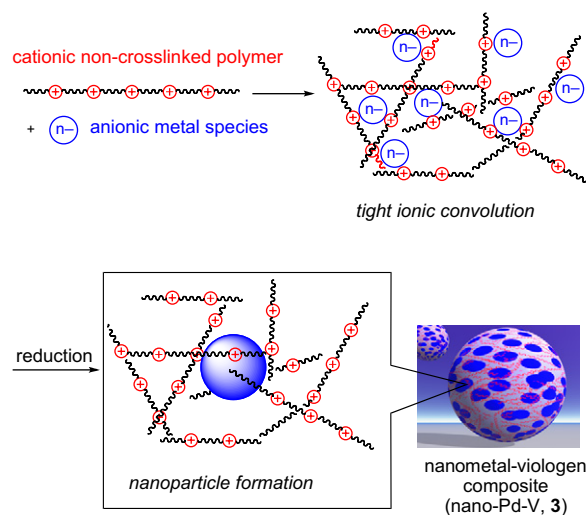 cationic non-crosslinked polymer
+ n− anionic metal species
tight ionic convolution
reduction
nanoparticle formation
nanometal-viologen
composite
(nano-Pd-V, 3)